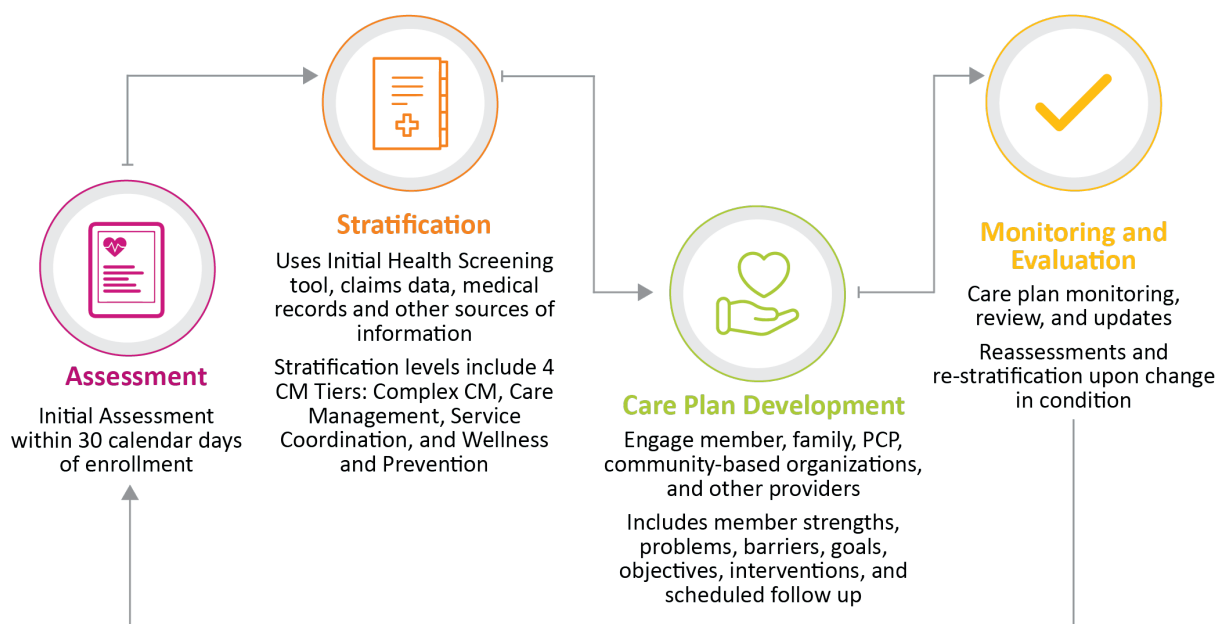 Assessment
Initial Assessment
within 30 calendar days
of enrollment
Stratification
Uses Initial Health Screening
tool, claims data, medical
records and other sources of
information
Stratification levels include 4
CM Tiers: Complex CM, Care
Management, Service
Coordination, and Wellness
and Prevention
Care Plan Development
Engage member, family, PCP,
community-based organizations,
and other providers
Includes member strengths,
problems, barriers, goals,
objectives, interventions, and
scheduled follow up
Monitoring and
Evaluation
Care plan monitoring,
review, and updates
Reassessments and
re-stratification upon change
in condition